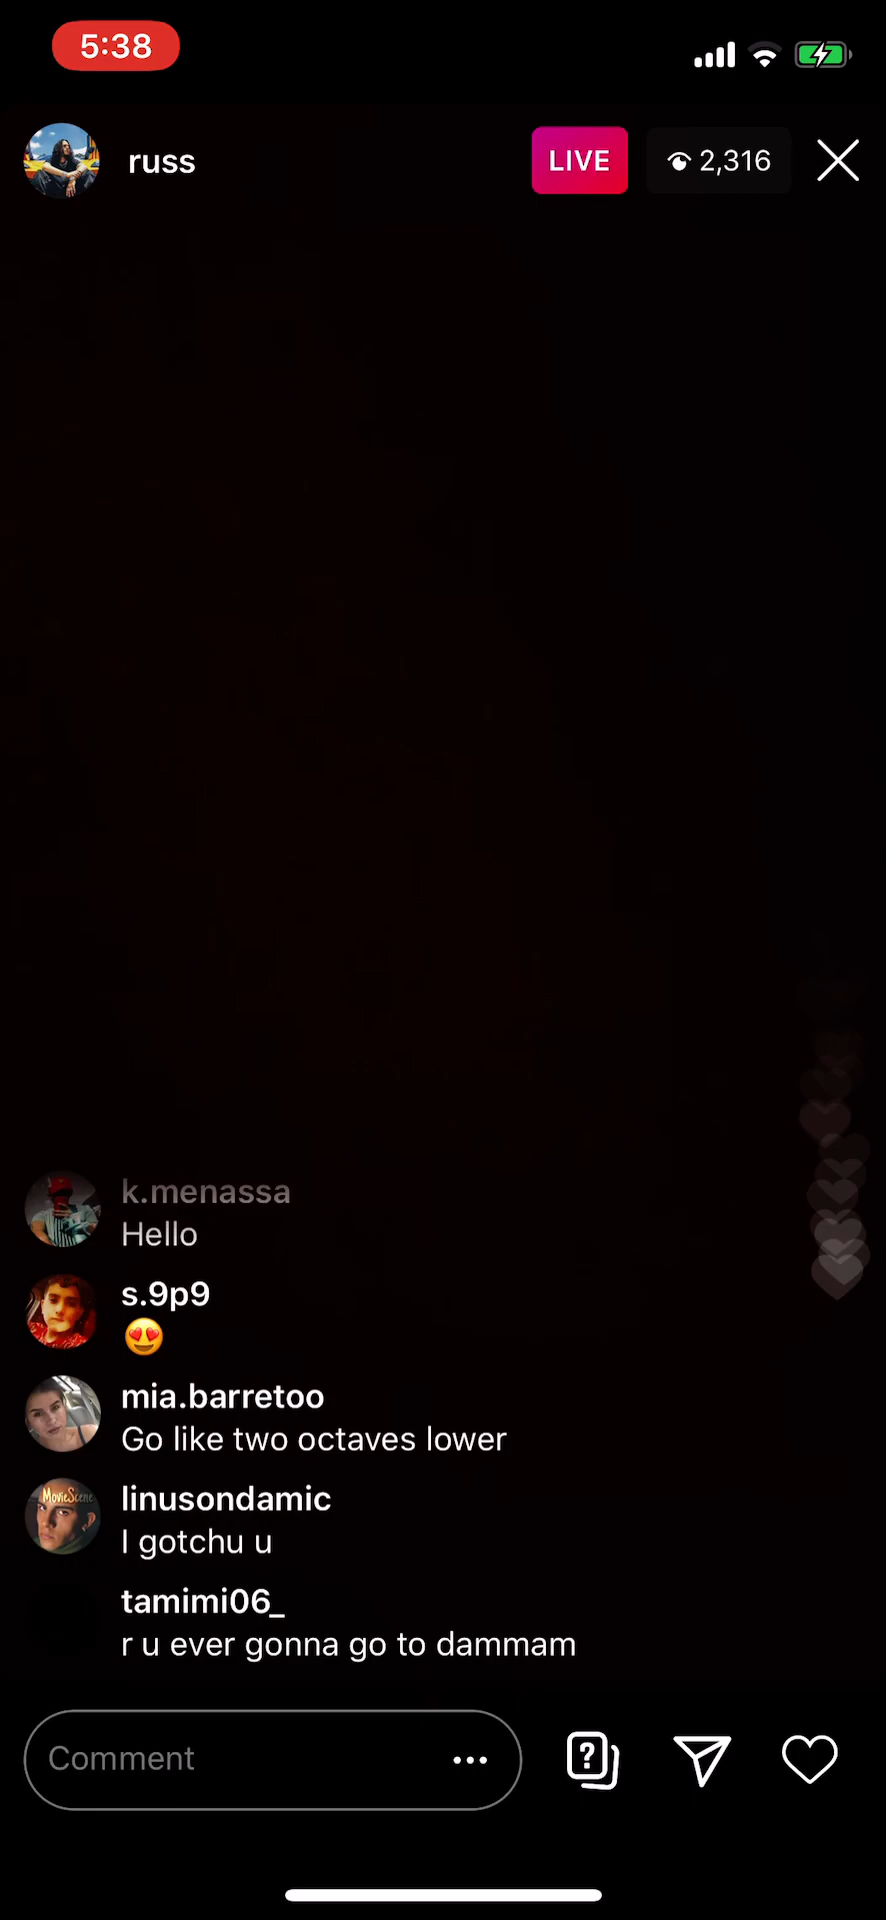 5:38
russ
LIVE
2,316
k.menassa
Hello
s.9p9
😍
mia.barretoo
Go like two octaves lower
MovieScene
linusondamic
I gotchu u
tamimi06_
r u ever gonna go to dammam
Comment